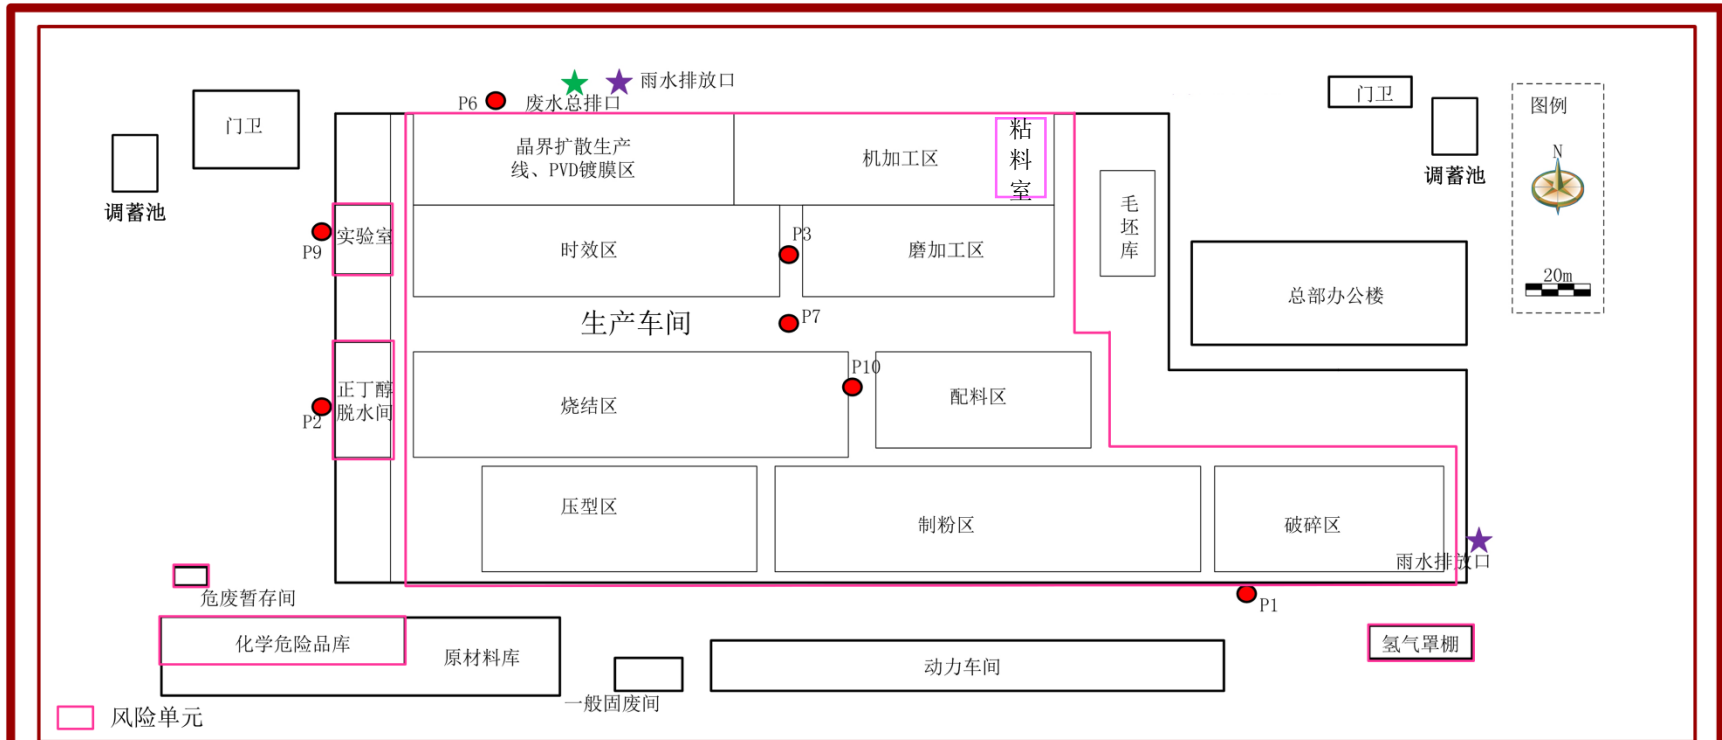 雨水排放口
P6
废水总排口
门卫
图例
门卫
调蓄池
调蓄池
N
20m
晶界扩散生产
线、PVD镀膜区
机加工区
粘
料
室
毛
坯
库
实验室
P9
时效区
P3
磨加工区
总部办公楼
生产车间
P7
P10
正丁醇
脱水间
P2
烧结区
配料区
压型区
制粉区
破碎区
雨水排放口
P1
危废暂存间
化学危险品库
原材料库
一般固废间
动力车间
氢气罩棚
风险单元